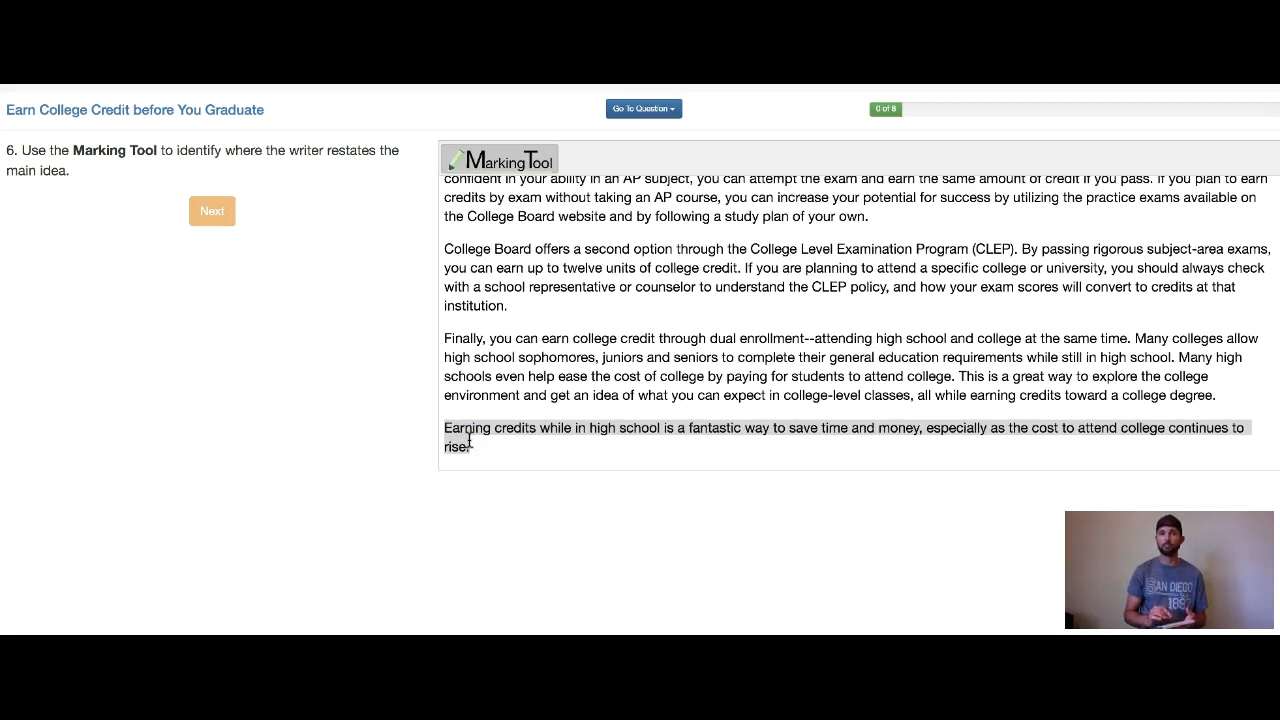 Earn College Credit before You Graduate
Go To Question
0 of 8
6. Use the Marking Tool to identify where the writer restates the
main idea.
Next
MarkingTool
confident in your ability in an AP subject, you can attempt the exam and earn the same amount of credit if you pass. If you plan to earn
credits by exam without taking an AP course, you can increase your potential for success by utilizing the practice exams available on
the College Board website and by following a study plan of your own.
College Board offers a second option through the College Level Examination Program (CLEP). By passing rigorous subject-area exams,
you can earn up to twelve units of college credit. If you are planning to attend a specific college or university, you should always check
with a school representative or counselor to understand the CLEP policy, and how your exam scores will convert to credits at that
institution.
Finally, you can earn college credit through dual enrollment--attending high school and college at the same time. Many colleges allow
high school sophomores, juniors and seniors to complete their general education requirements while still in high school. Many high
schools even help ease the cost of college by paying for students to attend college. This is a great way to explore the college
environment and get an idea of what you can expect in college-level classes, all while earning credits toward a college degree.
Earning credits while in high school is a fantastic way to save time and money, especially as the cost to attend college continues to
rise.
SAN DIEGO